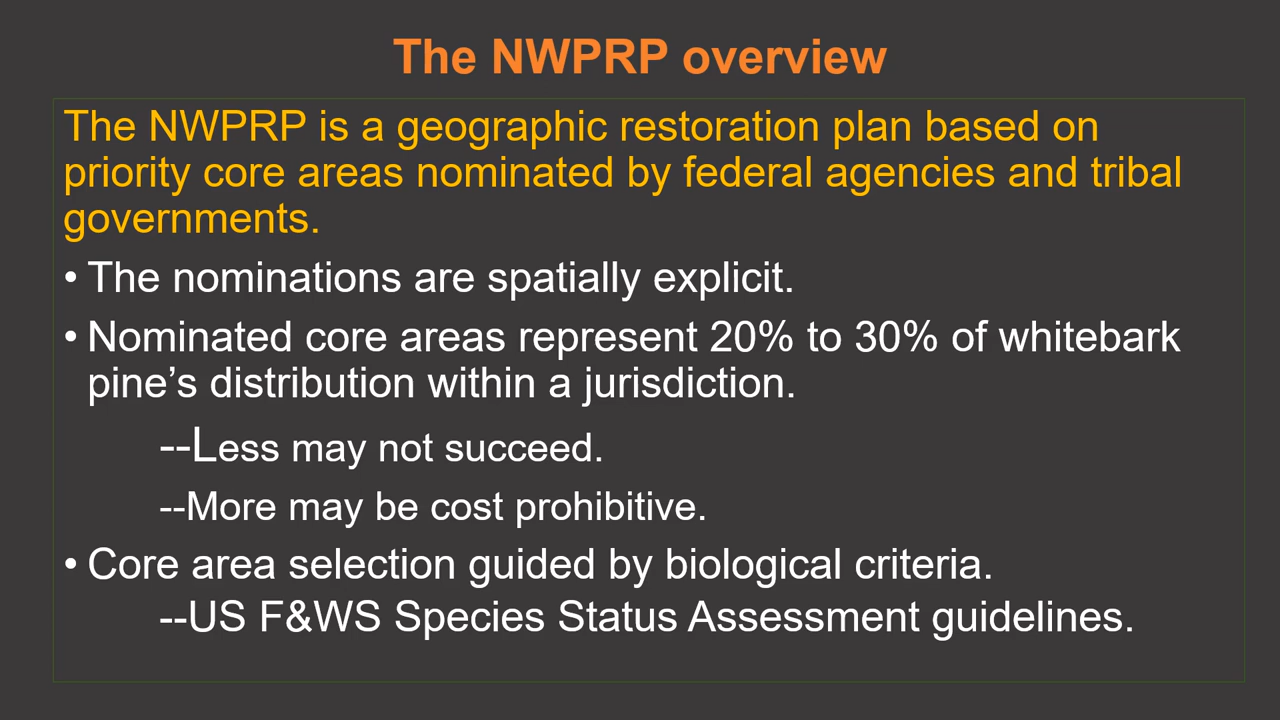 The NWPRP overview
The NWPRP is a geographic restoration plan based on
priority core areas nominated by federal agencies and tribal
governments.
• The nominations are spatially explicit.
• Nominated core areas represent 20% to 30% of whitebark
pine’s distribution within a jurisdiction.
--Less may not succeed.
--More may be cost prohibitive.
• Core area selection guided by biological criteria.
--US F&WS Species Status Assessment guidelines.